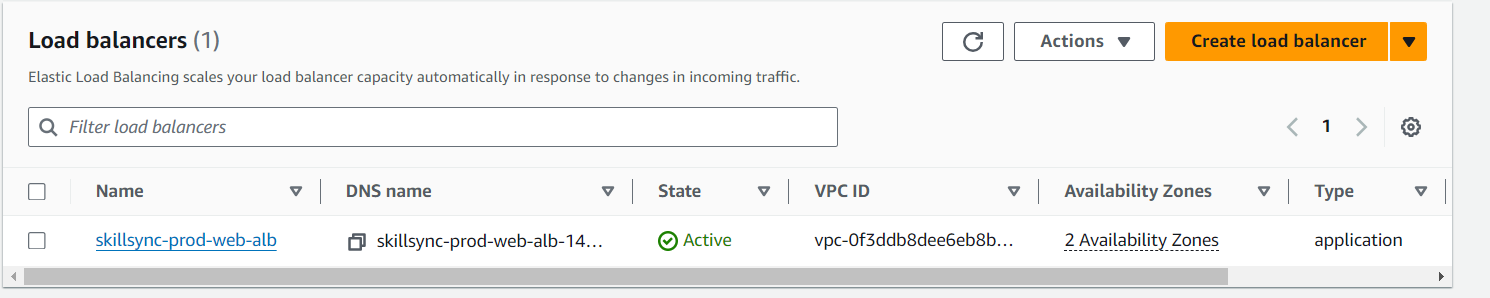 Load balancers (1)
Actions
Create load balancer
Elastic Load Balancing scales your load balancer capacity automatically in response to changes in incoming traffic.
Filter load balancers
1
Name DNS name State VPC ID Availability Zones Type
skillsync-prod-web-alb skillsync-prod-web-alb-14... Active vpc-0f3ddb8dee6eb8b... 2 Availability Zones application